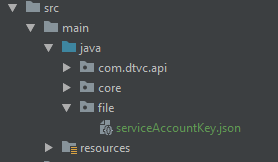 src
main
java
com.dtvc.api
core
file
serviceAccountKey.json
resources